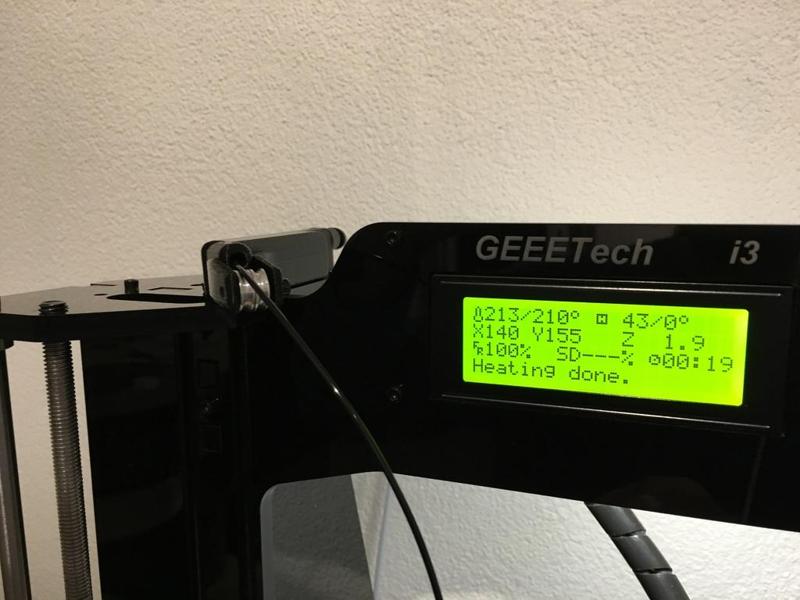 GEEETech i3
213/210° 43/0°
X140 Y155 Z 1.9
100% SD---% 00:19
Heating done.